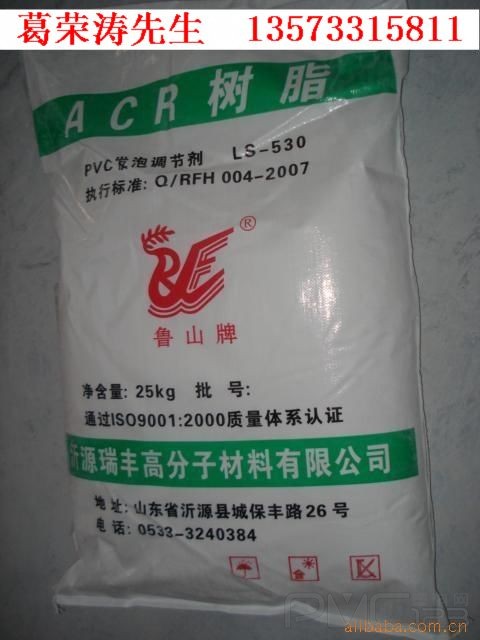 葛荣涛先生 13573315811
ACR树脂
PVC发泡调节剂 LS-530
执行标准: Q/RFH 004-2007
®
鲁山牌
净含量: 25kg 批号:
通过ISO9001:2000质量体系认证
沂源瑞丰高分子材料有限公司
地址: 山东省沂源县城保丰路26号
电话: 0533-3240384
alibaba.com.cn